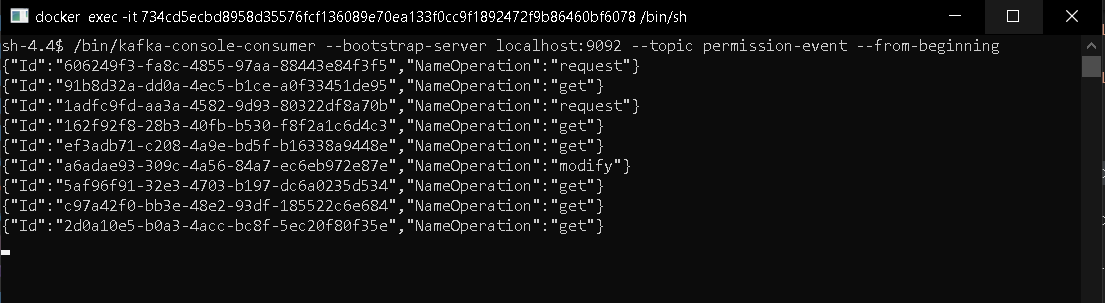 docker exec -it 734cd5ecbd8958d35576fcf136089e70ea133f0cc9f1892472f9b86460bf6078 /bin/sh
sh-4.4$ /bin/kafka-console-consumer --bootstrap-server localhost:9092 --topic permission-event --from-beginning
{"Id":"606249f3-fa8c-4855-97aa-88443e84f3f5","NameOperation":"request"}
{"Id":"91b8d32a-dd0a-4ec5-b1ce-a0f33451de95","NameOperation":"get"}
{"Id":"1adfc9fd-aa3a-4582-9d93-80322df8a70b","NameOperation":"request"}
{"Id":"162f92f8-28b3-40fb-b530-f8f2a1c6d4c3","NameOperation":"get"}
{"Id":"ef3adb71-c208-4a9e-bd5f-b16338a9448e","NameOperation":"get"}
{"Id":"a6adae93-309c-4a56-84a7-ec6eb972e87e","NameOperation":"modify"}
{"Id":"5af96f91-32e3-4703-b197-dc6a0235d534","NameOperation":"get"}
{"Id":"c97a42f0-bb3e-48e2-93df-185522c6e684","NameOperation":"get"}
{"Id":"2d0a10e5-b0a3-4acc-bc8f-5ec20f80f35e","NameOperation":"get"}